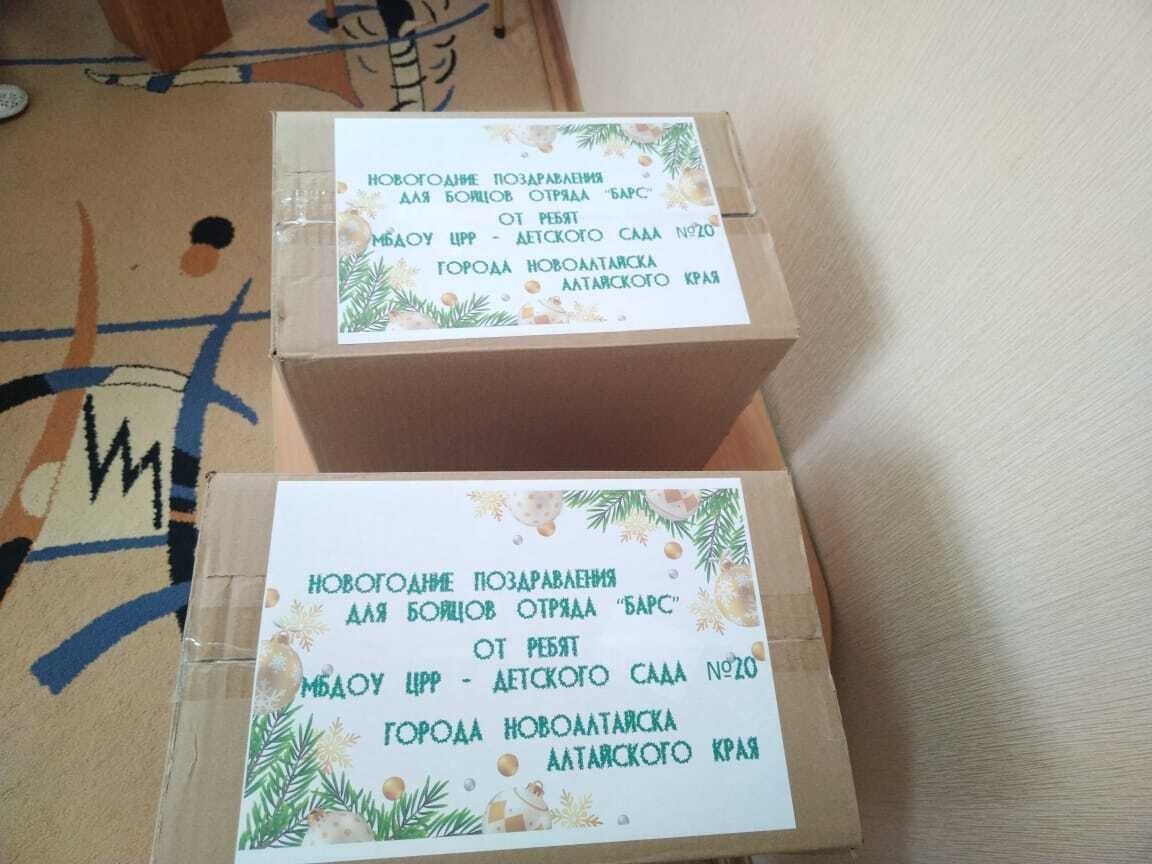 НОВОГОДНИЕ ПОЗДРАВЛЕНИЯ
ДЛЯ БОЙЦОВ ОТРЯДА "БАРС"
ОТ РЕБЯТ
МБДОУ ЦРР - ДЕТСКОГО САДА №20
ГОРОДА НОВОАЛТАЙСКА
АЛТАЙСКОГО КРАЯ
НОВОГОДНИЕ ПОЗДРАВЛЕНИЯ
ДЛЯ БОЙЦОВ ОТРЯДА "БАРС"
ОТ РЕБЯТ
МБДОУ ЦРР - ДЕТСКОГО САДА №20
ГОРОДА НОВОАЛТАЙСКА
АЛТАЙСКОГО КРАЯ